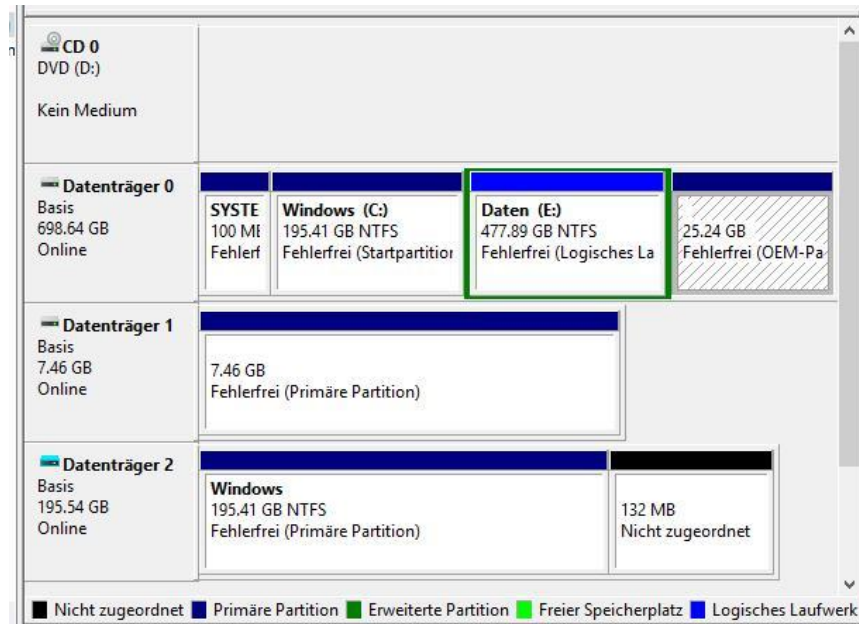 CD 0
DVD (D:)
Kein Medium
Datenträger 0
Basis
698.64 GB
Online
SYSTE
100 ME
Fehlerf
Windows (C:)
195.41 GB NTFS
Fehlerfrei (Startpartition
Daten (E:)
477.89 GB NTFS
Fehlerfrei (Logisches La
25.24 GB
Fehlerfrei (OEM-Pa
Datenträger 1
Basis
7.46 GB
Online
7.46 GB
Fehlerfrei (Primäre Partition)
Datenträger 2
Basis
195.54 GB
Online
Windows
195.41 GB NTFS
Fehlerfrei (Primäre Partition)
132 MB
Nicht zugeordnet
Nicht zugeordnet Primäre Partition Erweiterte Partition Freier Speicherplatz Logisches Laufwerk